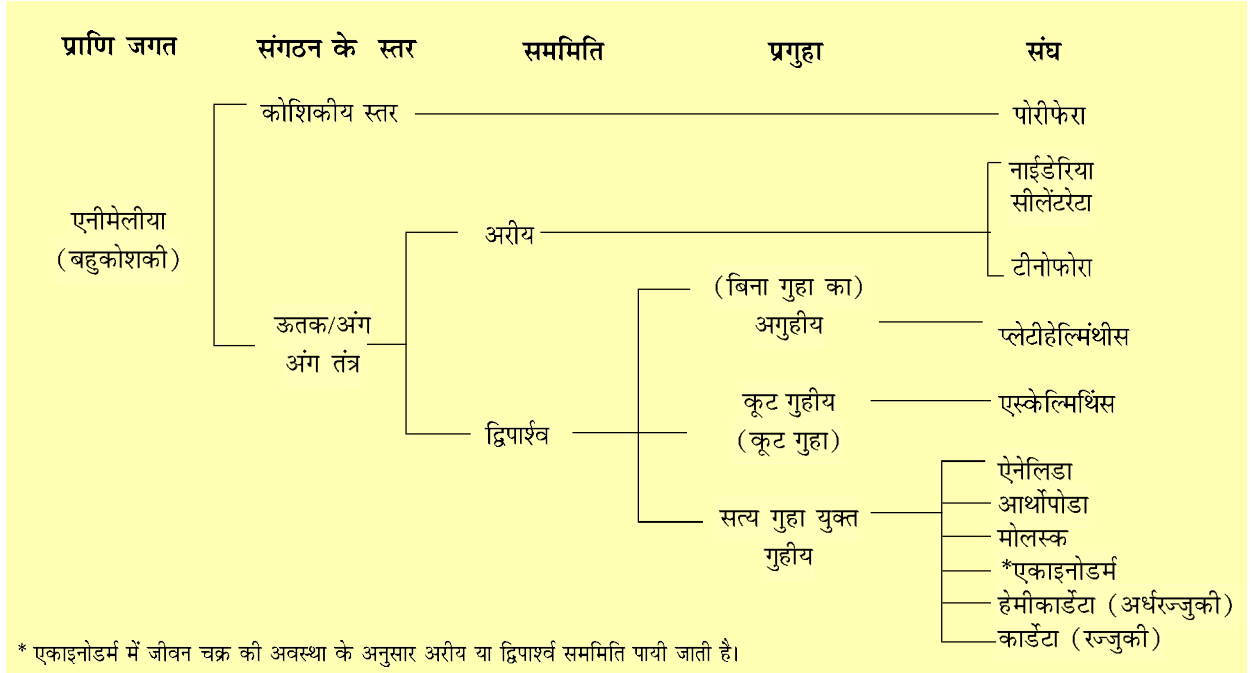 प्राणि जगत संगठन के स्तर सममिति प्रगुहा संघ
कोशिकीय स्तर पोरीफेरा
नाईडेरिया
सीलेंटरेटा
एनीमेलीया
(बहुकोशकी)
अरीय
टीनोफोरा
(बिना गुहा का)
अगुहीय प्लेटीहेल्मिंथीस
ऊतक/अंग
अंग तंत्र
कूट गुहीय एस्केल्मिथिंस
(कूट गुहा)
द्विपार्श्व
सत्य गुहा युक्त
गुहीय
ऐनेलिडा
आर्थोपोडा
मोलस्क
*एकाइनोडर्म
हेमीकार्डेटा (अर्धरज्जुकी)
कार्डेटा (रज्जुकी)
* एकाइनोडर्म में जीवन चक्र की अवस्था के अनुसार अरीय या द्विपार्श्व सममिति पायी जाती है।